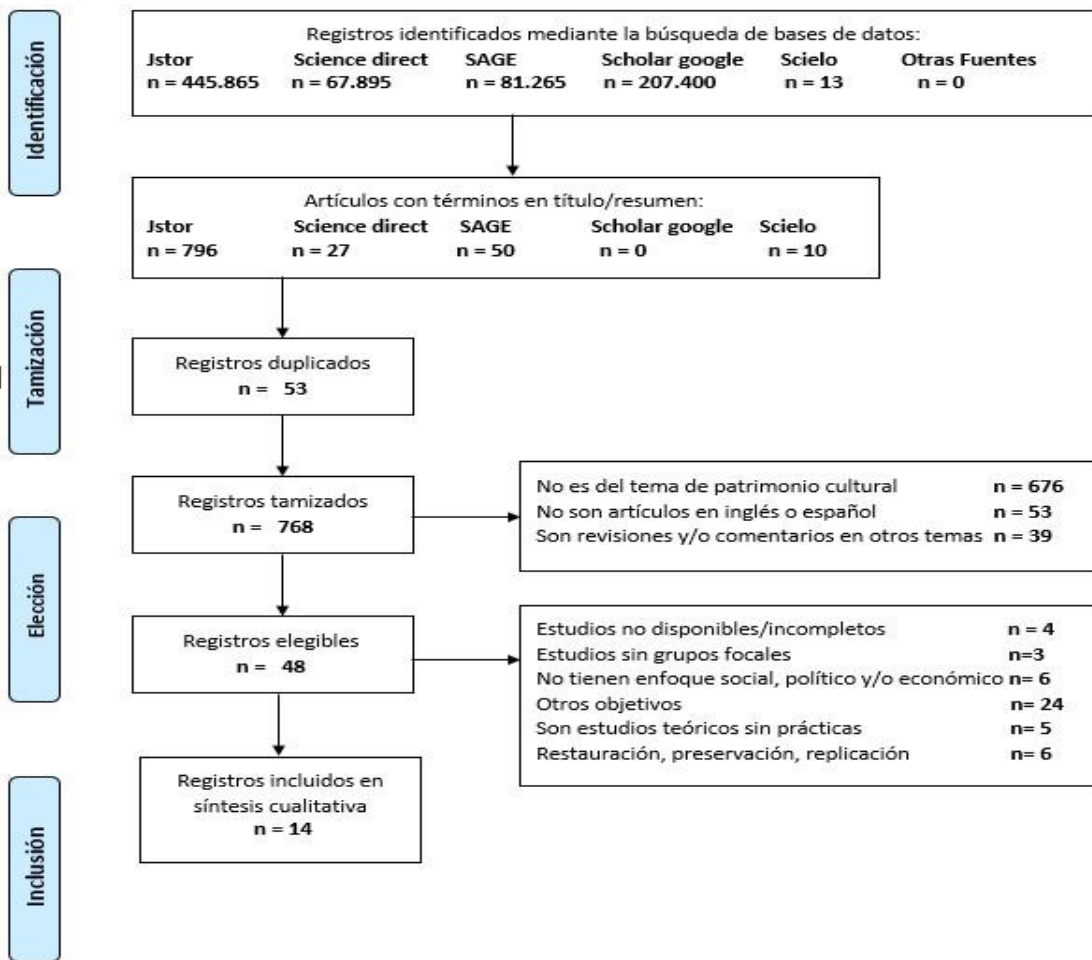 Identificación
Registros identificados mediante la búsqueda de bases de datos:
Jstor Science direct SAGE Scholar google Scielo Otras Fuentes
n = 445.865 n = 67.895 n = 81.265 n = 207.400 n = 13 n = 0
Artículos con términos en título/resumen:
Jstor Science direct SAGE Scholar google Scielo
n = 796 n = 27 n = 50 n = 0 n = 10
Tamización
Registros duplicados
n = 53
Registros tamizados
n = 768
No es del tema de patrimonio cultural n = 676
No son artículos en inglés o español n = 53
Son revisiones y/o comentarios en otros temas n = 39
Elección
Registros elegibles
n = 48
Estudios no disponibles/incompletos n = 4
Estudios sin grupos focales n=3
No tienen enfoque social, político y/o económico n= 6
Otros objetivos n= 24
Son estudios teóricos sin prácticas n= 5
Restauración, preservación, replicación n= 6
Inclusión
Registros incluidos en
síntesis cualitativa
n = 14